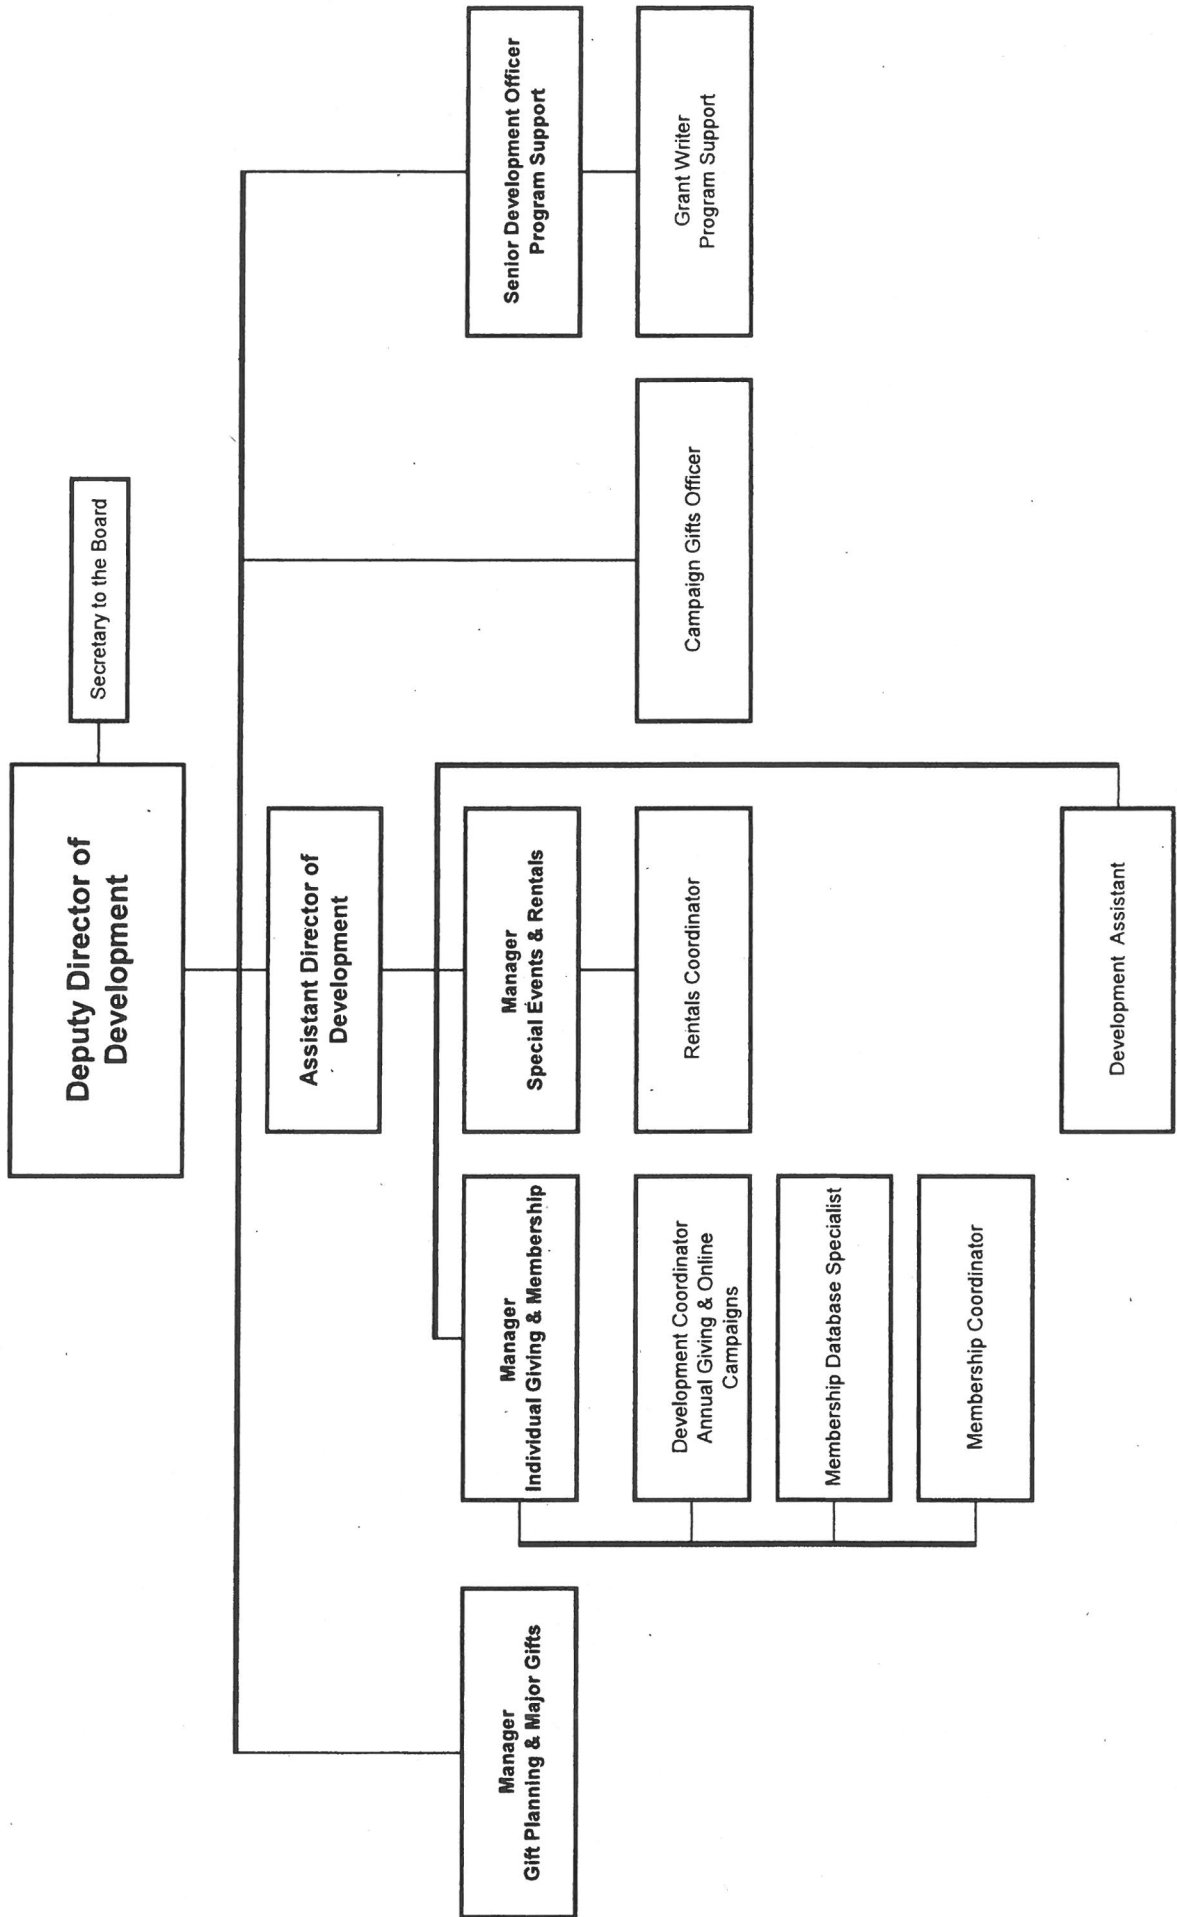 Deputy Director of
Development
Secretary to the Board
Assistant Director of
Development
Manager
Gift Planning & Major Gifts
Manager
Individual Giving & Membership
Manager
Special Events & Rentals
Senior Development Officer
Program Support
Development Coordinator
Annual Giving & Online
Campaigns
Rentals Coordinator
Campaign Gifts Officer
Grant Writer
Program Support
Membership Database Specialist
Membership Coordinator
Development Assistant